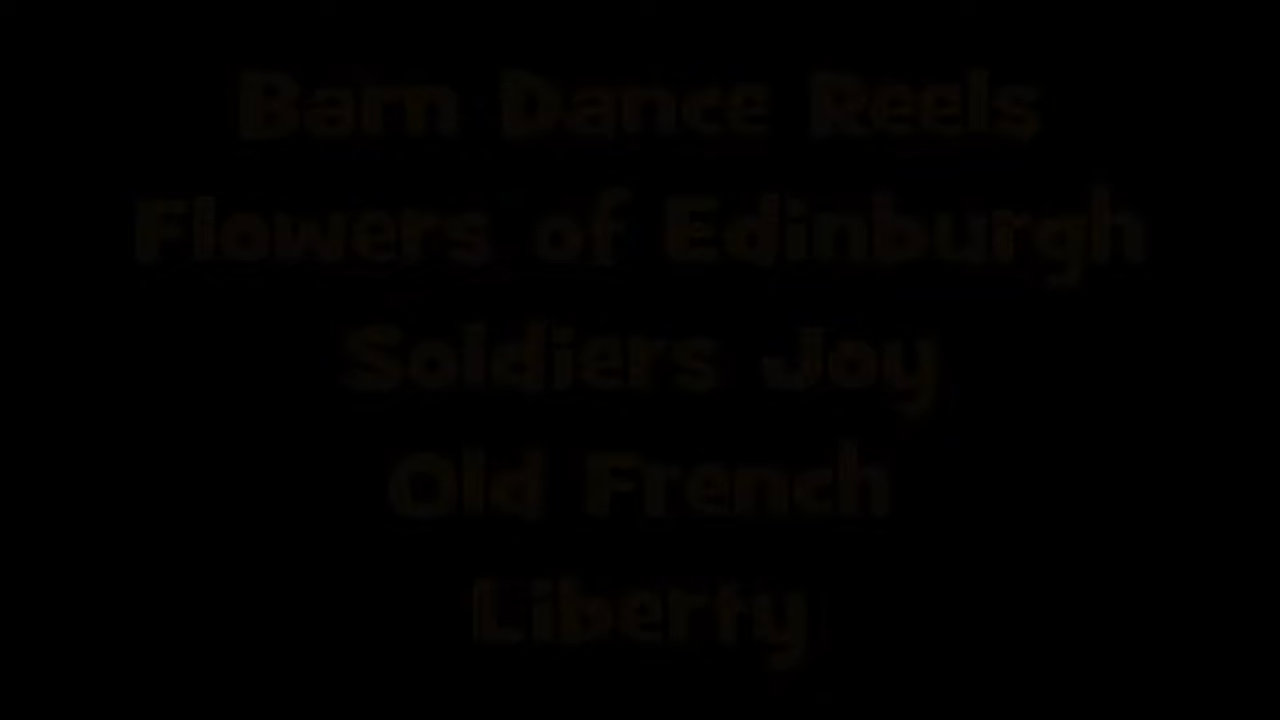 Barn Dance Reels
Flowers of Edinburgh
Soldiers Joy
Old French
Liberty